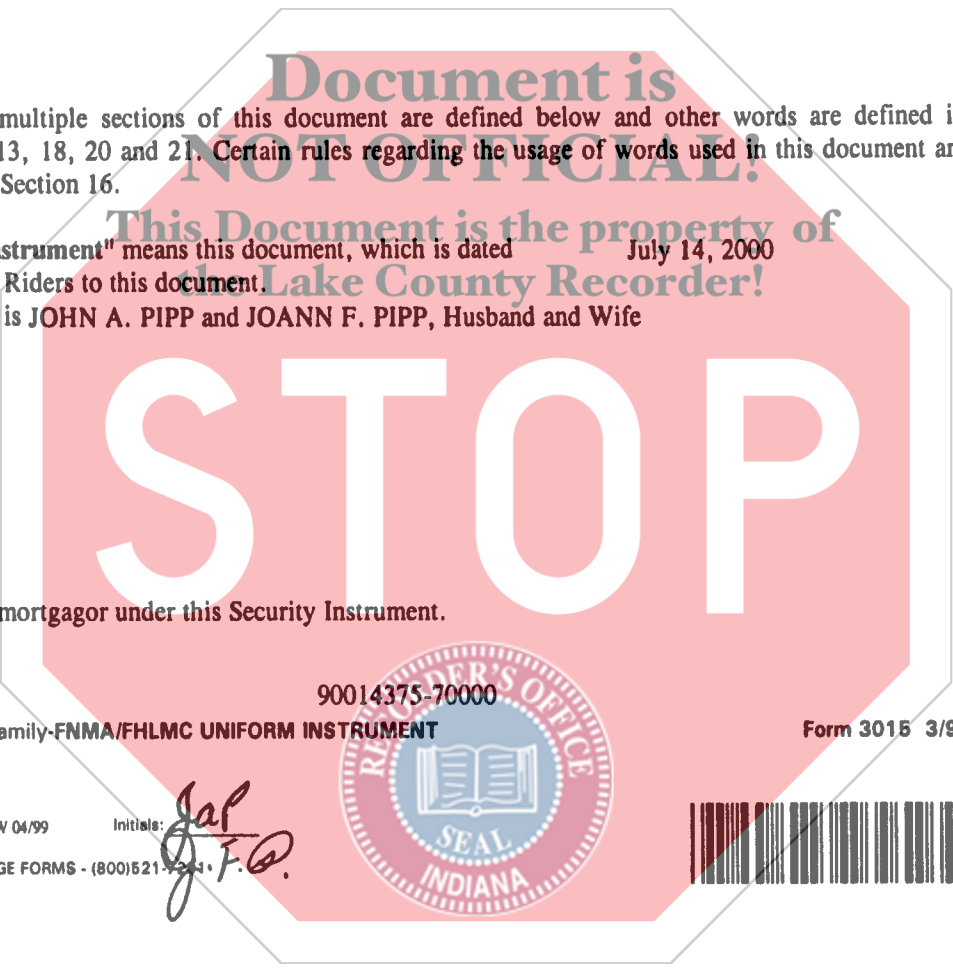 Document is
multiple sections of this document are defined below and other words are defined i
13, 18, 20 and 21. Certain rules regarding the usage of words used in this document ar
NOT OFFICIAL!
Section 16.
This Document is the property of
strument" means this document, which is dated July 14, 2000
Riders to this document.
the Lake County Recorder!
is JOHN A. PIPP and JOANN F. PIPP, Husband and Wife
STOP
mortgagor under this Security Instrument.
90014375-70000
amily-FNMA/FHLMC UNIFORM INSTRUMENT Form 3015 3/9
RECORDER'S OFFICE
SEAL
INDIANA
W 04/99 Initials: JaP
GE FORMS - (800)521- J.F.P.